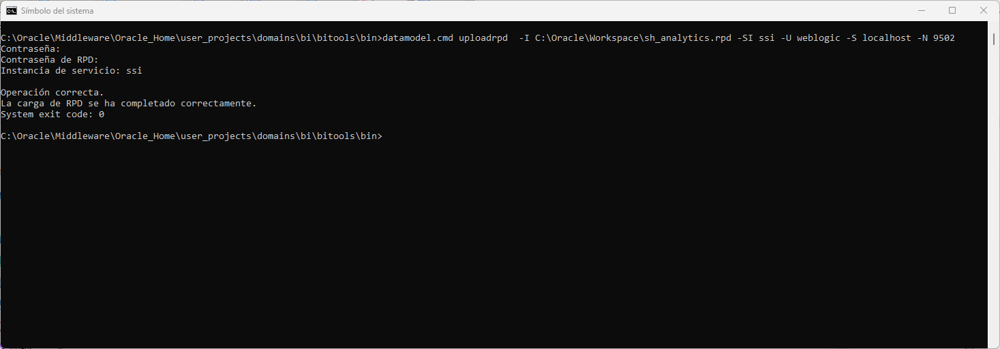 Símbolo del sistema
C:\Oracle\Middleware\Oracle_Home\user_projects\domains\bi\bitools\bin>datamodel.cmd uploadrpd  -I C:\Oracle\Workspace\sh_analytics.rpd -SI ssi -U weblogic -S localhost -N 9502
Contraseña:
Contraseña de RPD:
Instancia de servicio: ssi
Operación correcta.
La carga de RPD se ha completado correctamente.
System exit code: 0
C:\Oracle\Middleware\Oracle_Home\user_projects\domains\bi\bitools\bin>